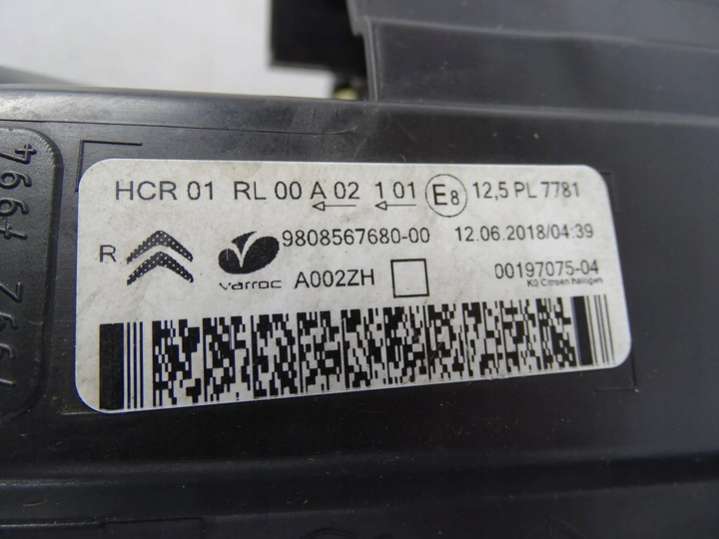 HCR 01 RL 00 A 02 1 01 E8 12,5 PL 7781
R varroc 9808567680-00 12.06.2018/04:39
A002ZH 00197075-04
K0 Citroen halogen